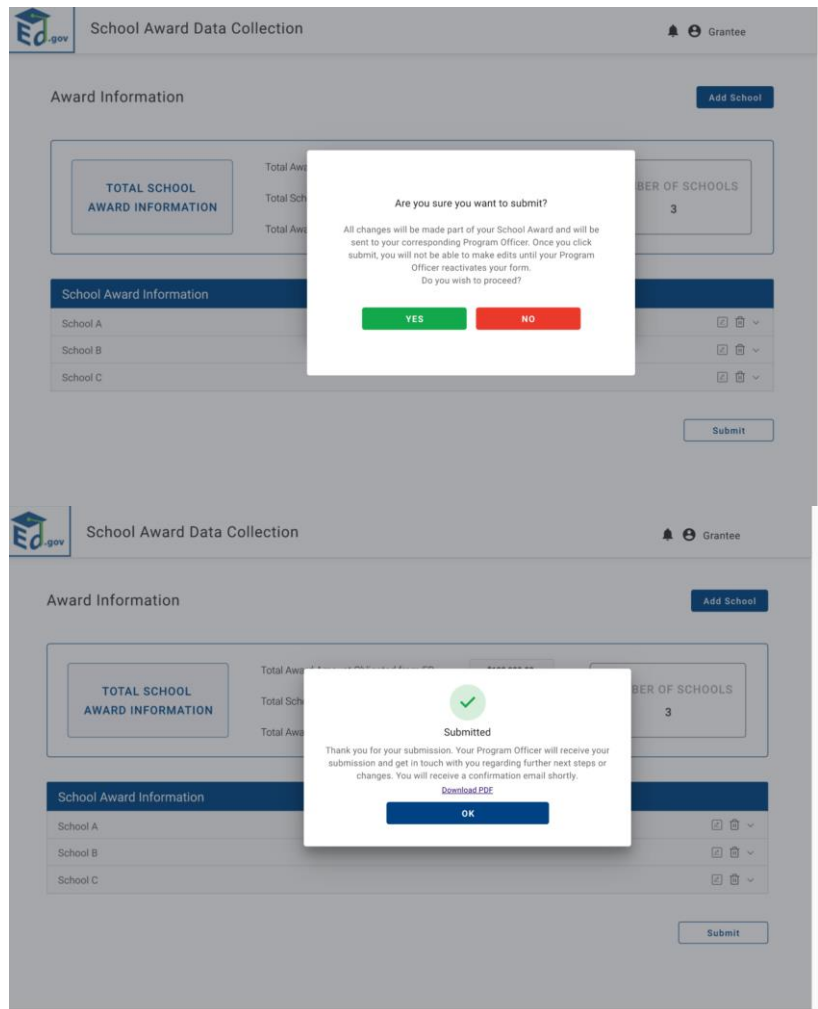 Ed.gov
School Award Data Collection
Grantee
Award Information
Add School
TOTAL SCHOOL
AWARD INFORMATION
Total Awa
Total Sch
Total Awa
BER OF SCHOOLS
3
Are you sure you want to submit?
All changes will be made part of your School Award and will be
sent to your corresponding Program Officer. Once you click
submit, you will not be able to make edits until your Program
Officer reactivates your form.
Do you wish to proceed?
YES
NO
School Award Information
School A
School B
School C
Submit
Ed.gov
School Award Data Collection
Grantee
Award Information
Add School
TOTAL SCHOOL
AWARD INFORMATION
Total Awa
Total Sch
Total Awa
BER OF SCHOOLS
3
Submitted
Thank you for your submission. Your Program Officer will receive your
submission and get in touch with you regarding further next steps or
changes. You will receive a confirmation email shortly.
Download PDF
OK
School Award Information
School A
School B
School C
Submit